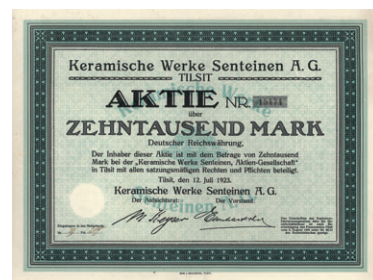 Keramische Werke Senteinen A. G.
TILSIT
AKTIE NR.
über
ZEHNTAUSEND MARK
Deutscher Reichswährung.
Der Inhaber dieser Aktie ist mit dem Betrage von Zehntausend
Mark bei der „Keramische Werke Senteinen, Aktien-Gesellschaft"
in Tilsit mit allen satzungsmäßigen Rechten und Pflichten beteiligt.
Tilsit, den 12. Juli 1923.
Keramische Werke Senteinen A. G.
Der Aufsichtsrat: Der Vorstand: